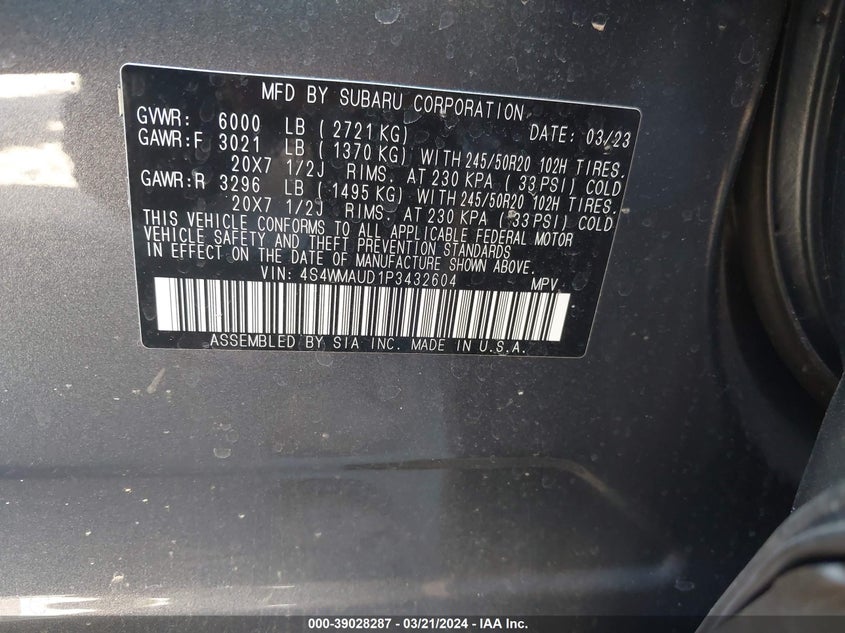 MFD BY SUBARU CORPORATION
GVWR: 6000 LB ( 2721 KG) DATE: 03/23
GAWR:F 3021 LB ( 1370 KG) WITH 245/50R20 102H TIRES.
20X7 1/2J RIMS. AT 230 KPA ( 33 PSI) COLD
GAWR:R 3296 LB ( 1495 KG) WITH 245/50R20 102H TIRES.
20X7 1/2J RIMS. AT 230 KPA ( 33 PSI) COLD
THIS VEHICLE CONFORMS TO ALL APPLICABLE FEDERAL MOTOR
VEHICLE SAFETY AND THEFT PREVENTION STANDARDS
IN EFFECT ON THE DATE OF MANUFACTURE SHOWN ABOVE.
VIN: 4S4WMAUD1P3432604 MPV
ASSEMBLED BY SIA INC. MADE IN U.S.A.
000-39028287 - 03/21/2024 - IAA Inc.